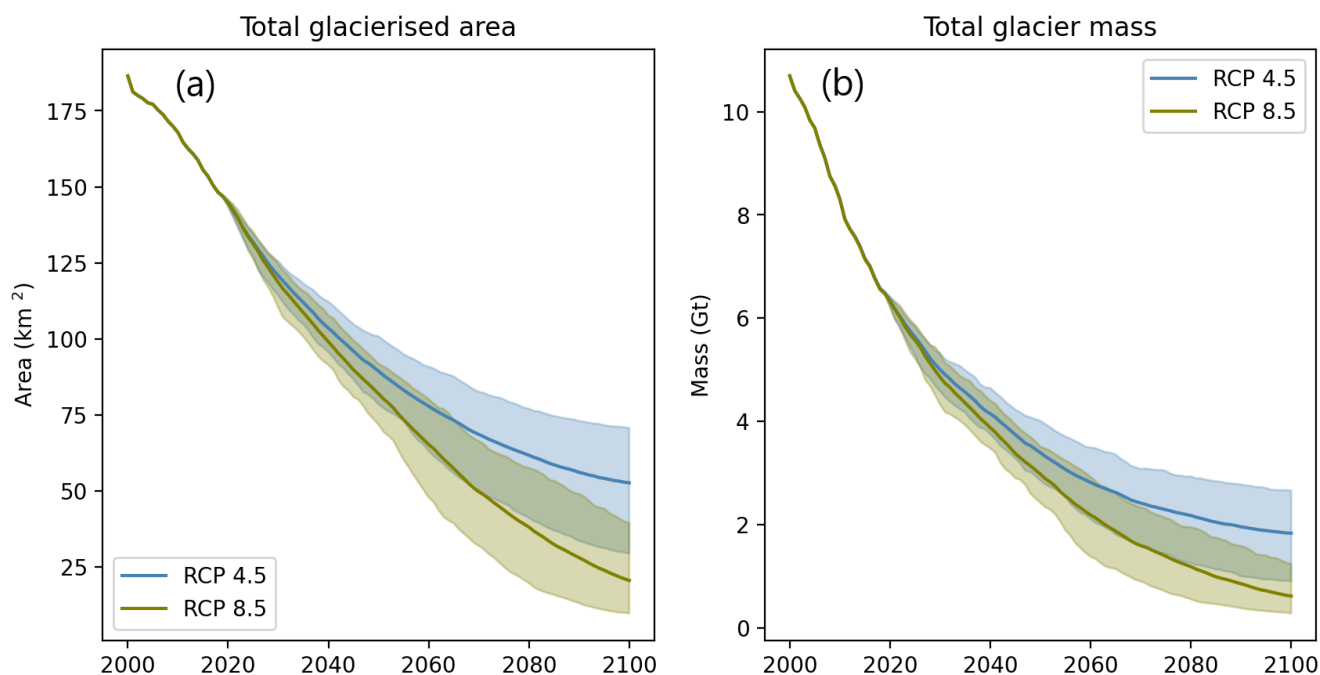 Total glacierised area
(a)
Area (km ²)
175
150
125
100
75
50
25
RCP 4.5
RCP 8.5
2000 2020 2040 2060 2080 2100
Total glacier mass
(b)
RCP 4.5
RCP 8.5
Mass (Gt)
10
8
6
4
2
0
2000 2020 2040 2060 2080 2100